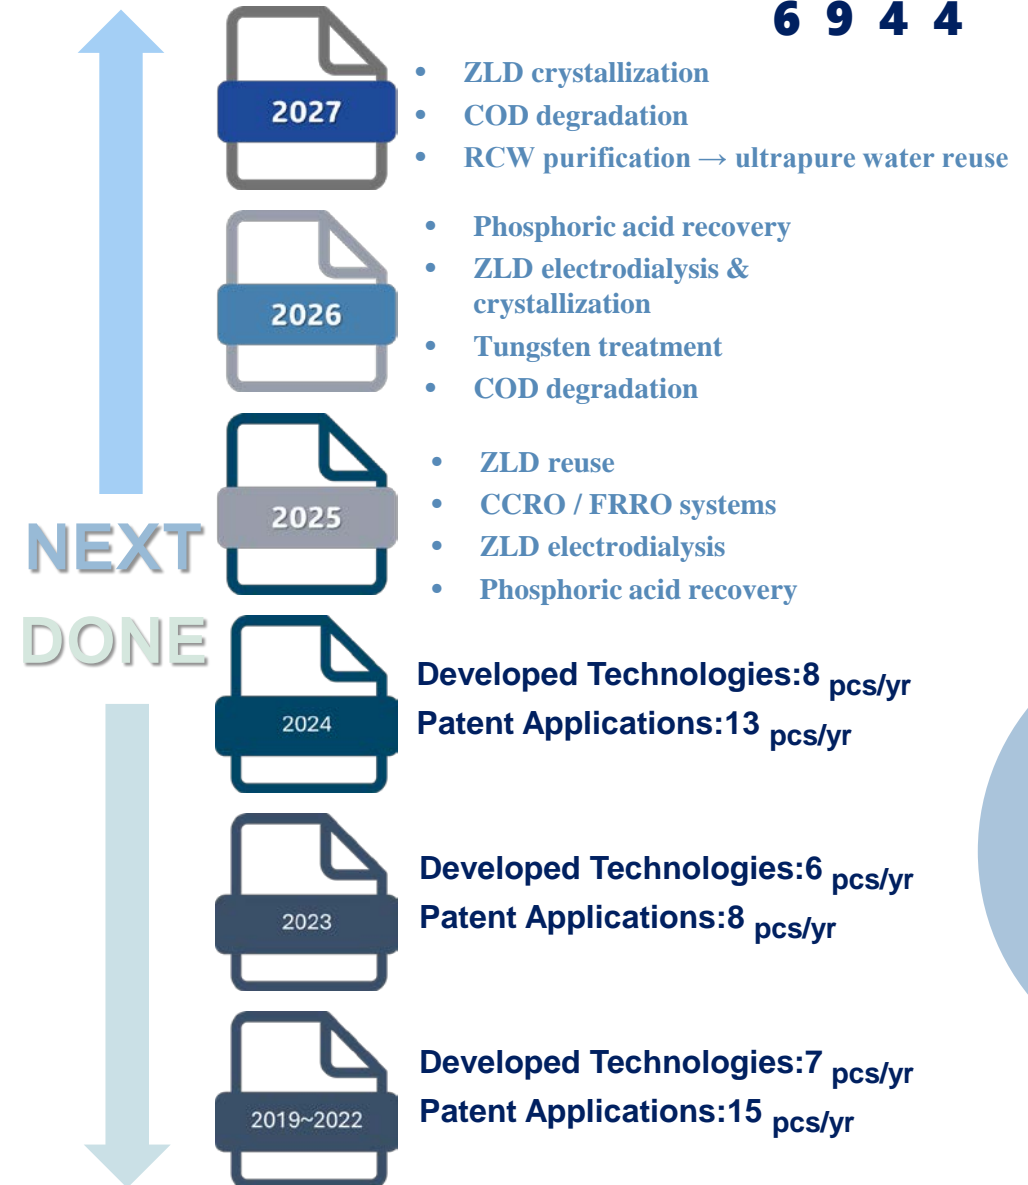 6 9 4 4
2027
• ZLD crystallization
• COD degradation
• RCW purification → ultrapure water reuse
2026
• Phosphoric acid recovery
• ZLD electrodialysis &
crystallization
• Tungsten treatment
• COD degradation
2025
• ZLD reuse
• CCRO / FRRO systems
• ZLD electrodialysis
• Phosphoric acid recovery
NEXT
DONE
2024
Developed Technologies:8 pcs/yr
Patent Applications:13 pcs/yr
2023
Developed Technologies:6 pcs/yr
Patent Applications:8 pcs/yr
2019~2022
Developed Technologies:7 pcs/yr
Patent Applications:15 pcs/yr